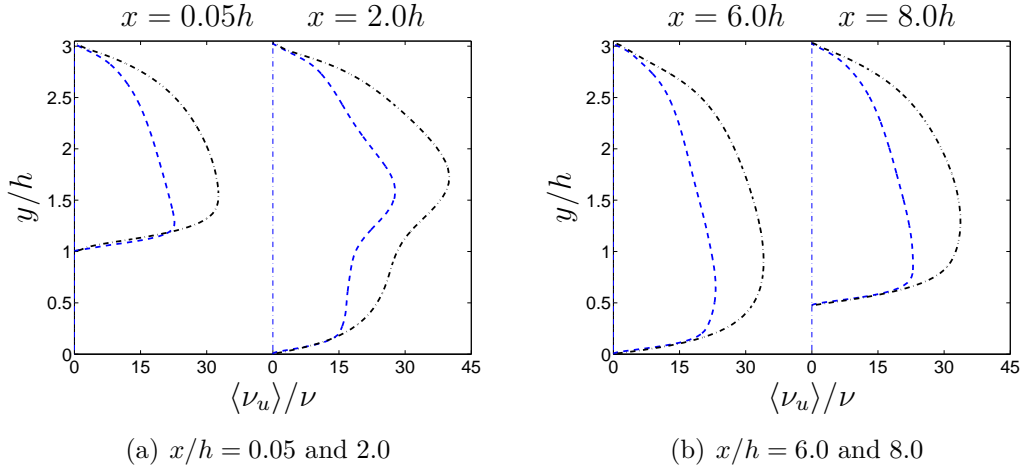 x = 0.05h
x = 2.0h
3
2.5
2
1.5
1
0.5
0
y/h
0 15 30 0 15 30 45
⟨ν_u⟩/ν
(a) x/h = 0.05 and 2.0
x = 6.0h
x = 8.0h
3
2.5
2
1.5
1
0.5
0
y/h
0 15 30 0 15 30 45
⟨ν_u⟩/ν
(b) x/h = 6.0 and 8.0